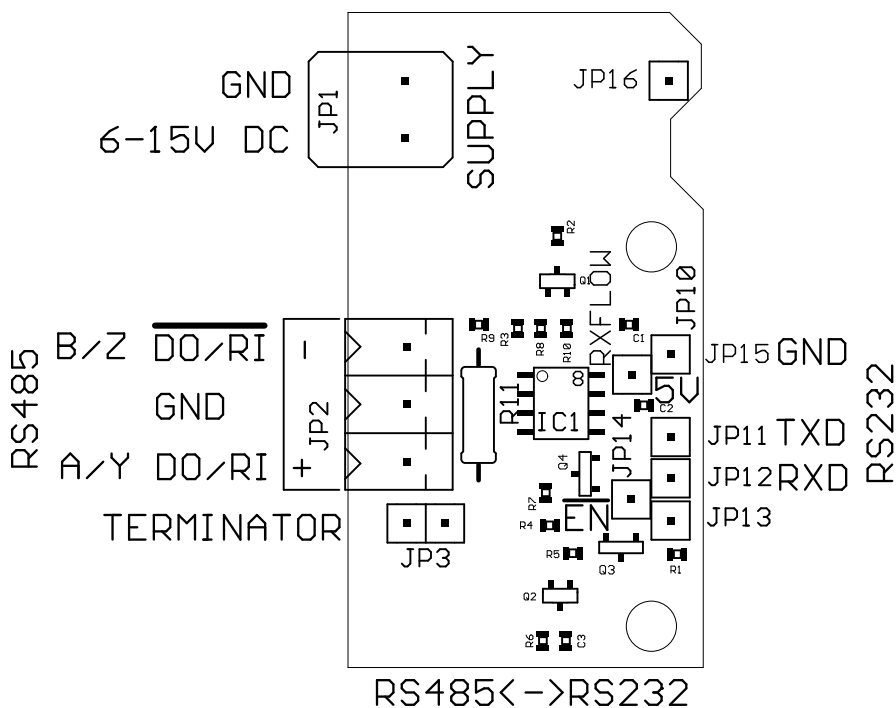 GND
6-15V DC
JP1
SUPPLY
JP16
R2
Q1
RXFLOW
JP10
R9
R3
R8
R10
C1
RS485
B/Z DO/RI
-
GND
JP2
A/Y DO/RI
+
R11
IC1
8
JP15 GND
5V
C2
JP14
JP11 TXD
JP12 RXD
JP13
RS232
Q4
R7
EN
R4
R5
Q3
R1
TERMINATOR
JP3
Q2
R6
C3
RS485<->RS232